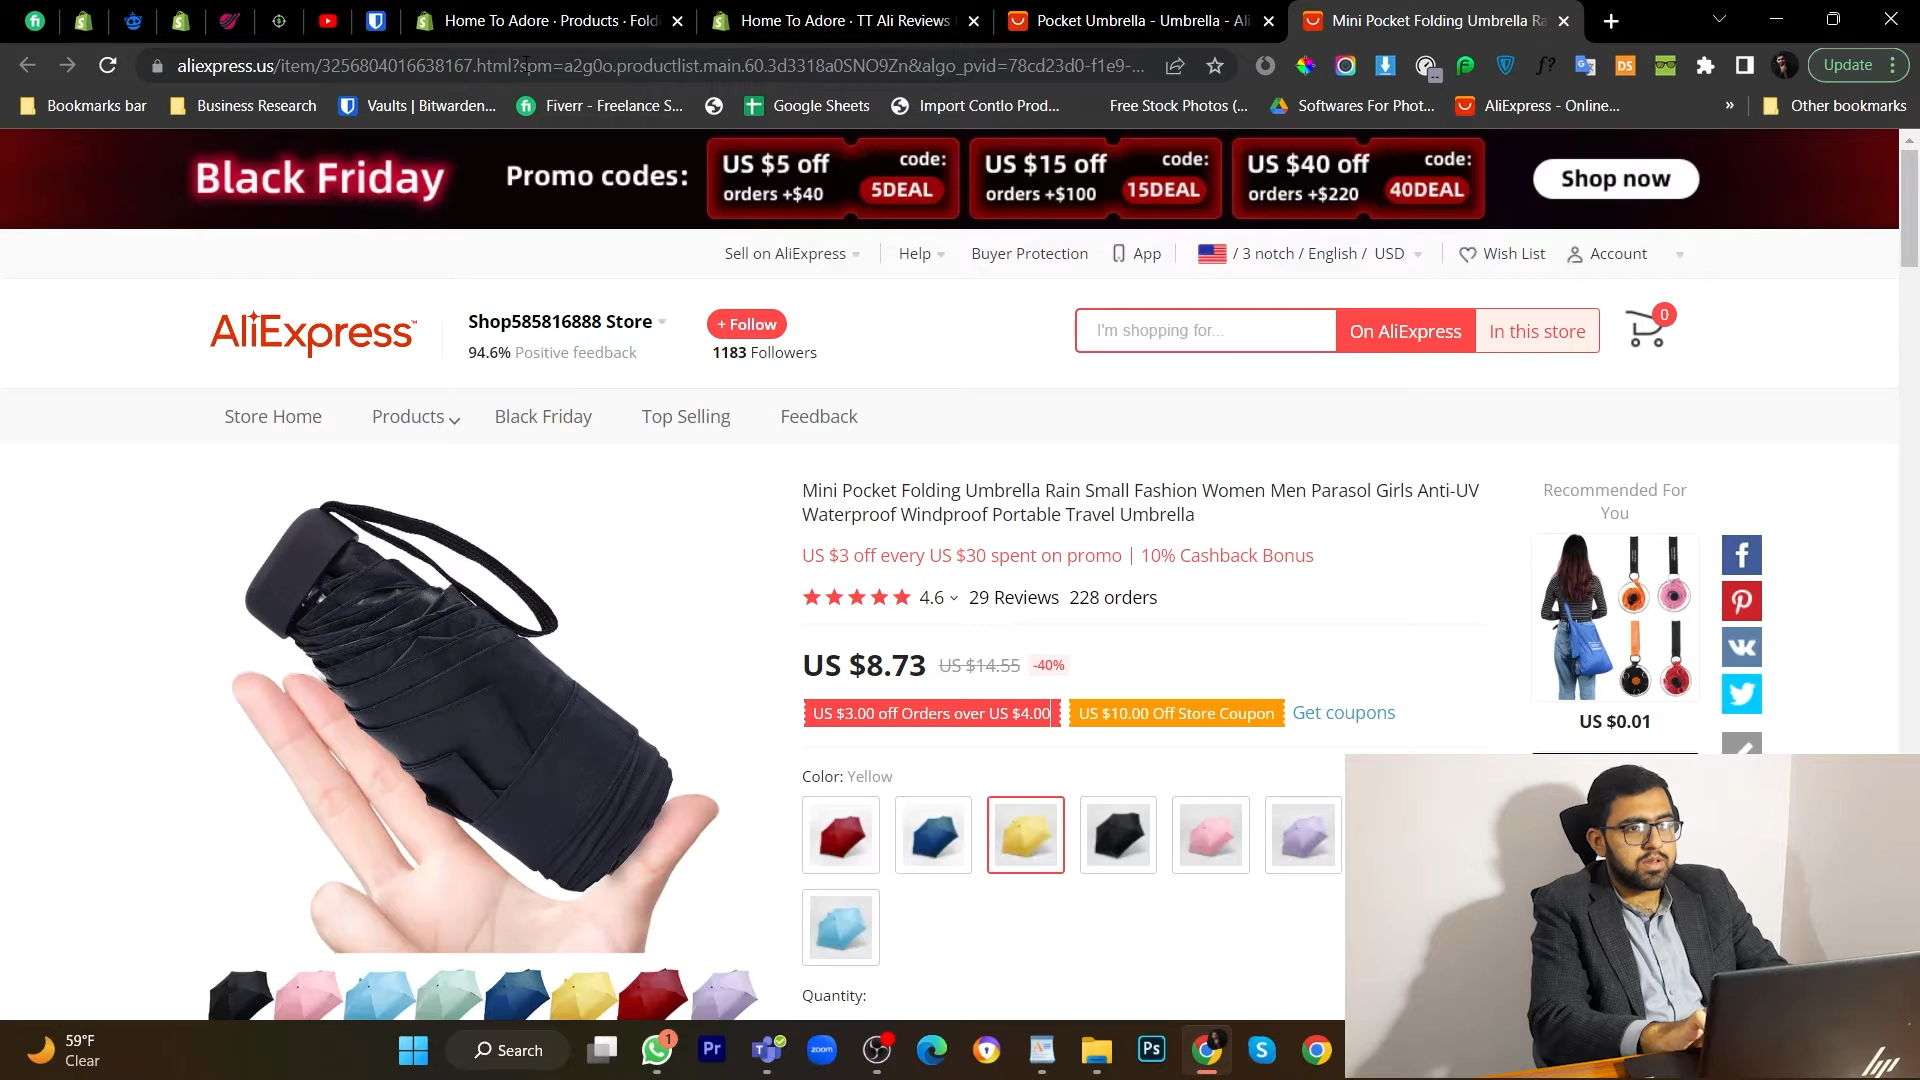 Home To Adore · Products · Fold
Home To Adore · TT Ali Reviews
Pocket Umbrella - Umbrella - Ali
Mini Pocket Folding Umbrella Ra
aliexpress.us/item/3256804016638167.html?spm=a2g0o.productlist.main.60.3d3318a0SNO9Zn&algo_pvid=78cd23d0-f1e9-...
Update
Bookmarks bar
Business Research
Vaults | Bitwarden...
Fiverr - Freelance S...
Google Sheets
Import Contlo Prod...
Free Stock Photos (...
Softwares For Phot...
AliExpress - Online...
»
Other bookmarks
Black Friday
Promo codes:
US $5 off
orders +$40
code:
5DEAL
US $15 off
orders +$100
code:
15DEAL
US $40 off
orders +$220
code:
40DEAL
Shop now
Sell on AliExpress
Help
Buyer Protection
App
/ 3 notch / English / USD
Wish List
Account
AliExpress™
Shop585816888 Store
94.6% Positive feedback
+ Follow
1183 Followers
I'm shopping for...
On AliExpress
In this store
0
Store Home
Products
Black Friday
Top Selling
Feedback
Mini Pocket Folding Umbrella Rain Small Fashion Women Men Parasol Girls Anti-UV
Waterproof Windproof Portable Travel Umbrella
US $3 off every US $30 spent on promo | 10% Cashback Bonus
4.6
29 Reviews
228 orders
US $8.73
US $14.55
-40%
US $3.00 off Orders over US $4.00
US $10.00 Off Store Coupon
Get coupons
Color: Yellow
Quantity:
Recommended For
You
US $0.01
59°F
Clear
Search
1
Pr
zoom
Ps
S